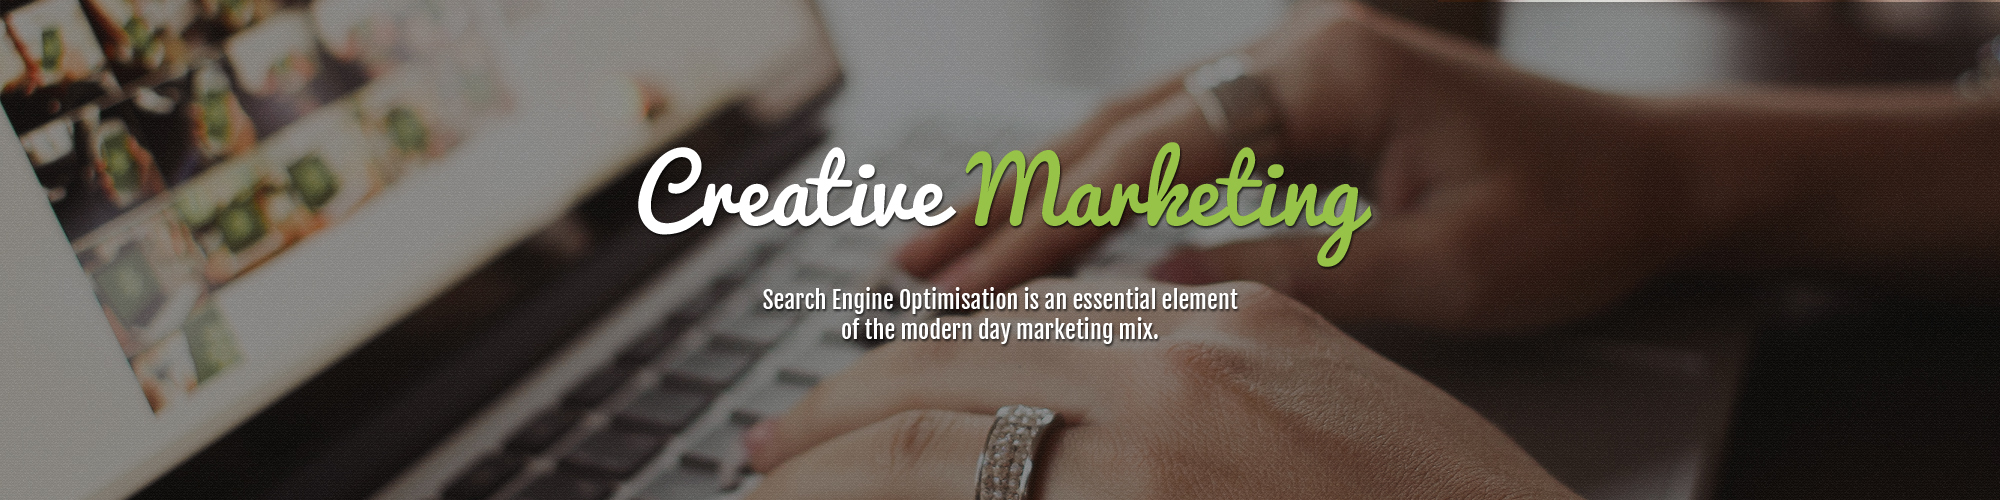 Creative Marketing
Search Engine Optimisation is an essential element
of the modern day marketing mix.